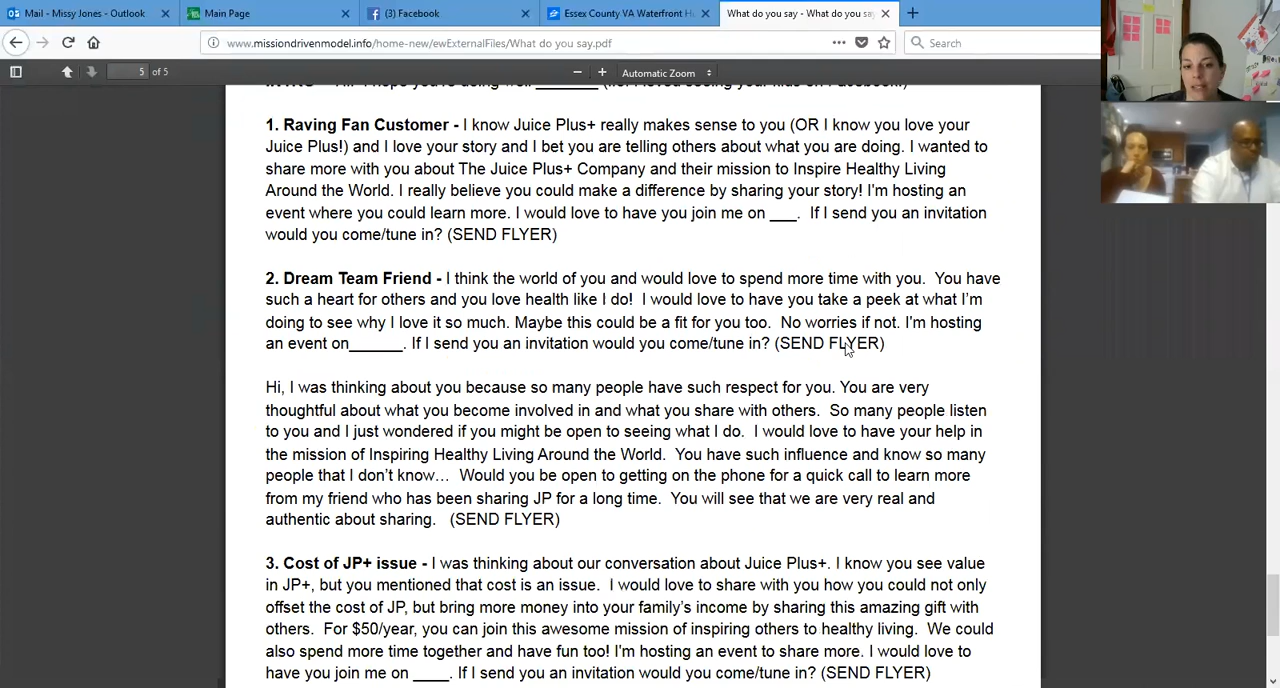 Mail - Missy Jones - Outlook
Main Page
(3) Facebook
Essex County VA Waterfront H
What do you say - What do you say
www.missiondrivenmodel.info/home-new/ewExternalFiles/What do you say.pdf
Search
5 of 5
Automatic Zoom
1. Raving Fan Customer - I know Juice Plus+ really makes sense to you (OR I know you love your
Juice Plus!) and I love your story and I bet you are telling others about what you are doing. I wanted to
share more with you about The Juice Plus+ Company and their mission to Inspire Healthy Living
Around the World. I really believe you could make a difference by sharing your story! I'm hosting an
event where you could learn more. I would love to have you join me on ___.  If I send you an invitation
would you come/tune in? (SEND FLYER)
2. Dream Team Friend - I think the world of you and would love to spend more time with you.  You have
such a heart for others and you love health like I do!  I would love to have you take a peek at what I'm
doing to see why I love it so much. Maybe this could be a fit for you too.  No worries if not. I'm hosting
an event on______. If I send you an invitation would you come/tune in? (SEND FLYER)
Hi, I was thinking about you because so many people have such respect for you. You are very
thoughtful about what you become involved in and what you share with others.  So many people listen
to you and I just wondered if you might be open to seeing what I do.  I would love to have your help in
the mission of Inspiring Healthy Living Around the World.  You have such influence and know so many
people that I don't know…  Would you be open to getting on the phone for a quick call to learn more
from my friend who has been sharing JP for a long time.  You will see that we are very real and
authentic about sharing.   (SEND FLYER)
3. Cost of JP+ issue - I was thinking about our conversation about Juice Plus+. I know you see value
in JP+, but you mentioned that cost is an issue.  I would love to share with you how you could not only
offset the cost of JP, but bring more money into your family's income by sharing this amazing gift with
others.  For $50/year, you can join this awesome mission of inspiring others to healthy living.  We could
also spend more time together and have fun too! I'm hosting an event to share more. I would love to
have you join me on ____. If I send you an invitation would you come/tune in? (SEND FLYER)